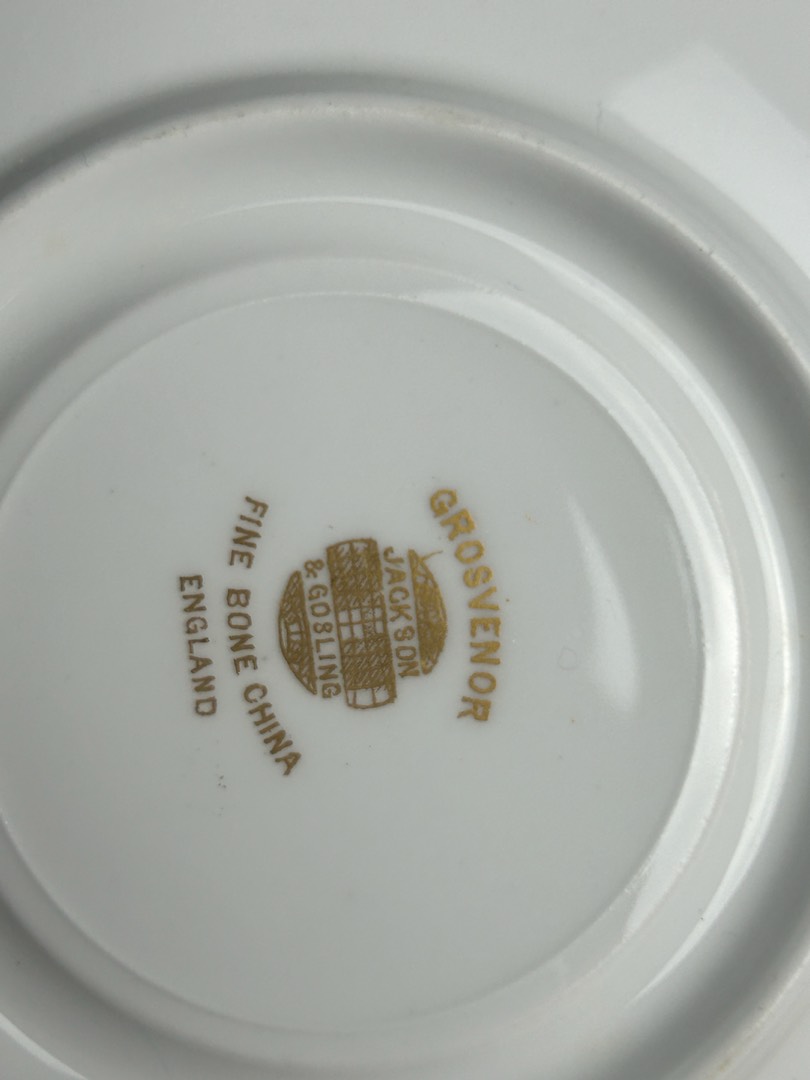 GROSVENOR
JACKSON
& GOSLING
FINE BONE CHINA
ENGLAND